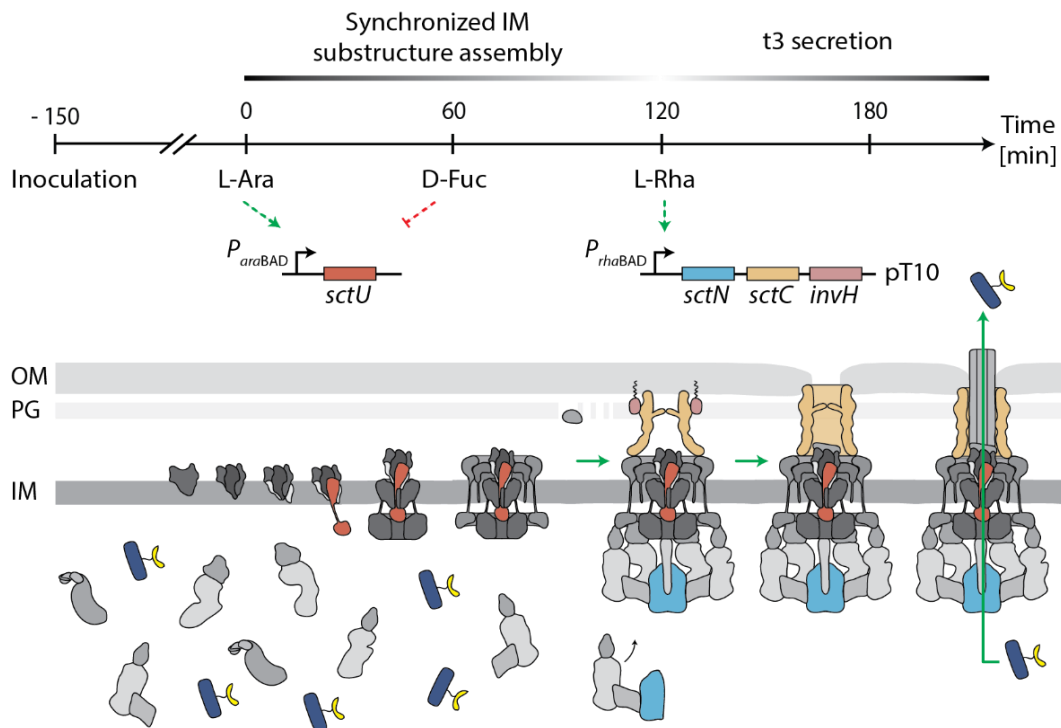 Synchronized IM
substructure assembly
t3 secretion
- 150
0
60
120
180
Time
[min]
Inoculation
L-Ara
D-Fuc
L-Rha
ParaBAD
sctU
PrhaBAD
sctN
sctC
invH
pT10
OM
PG
IM